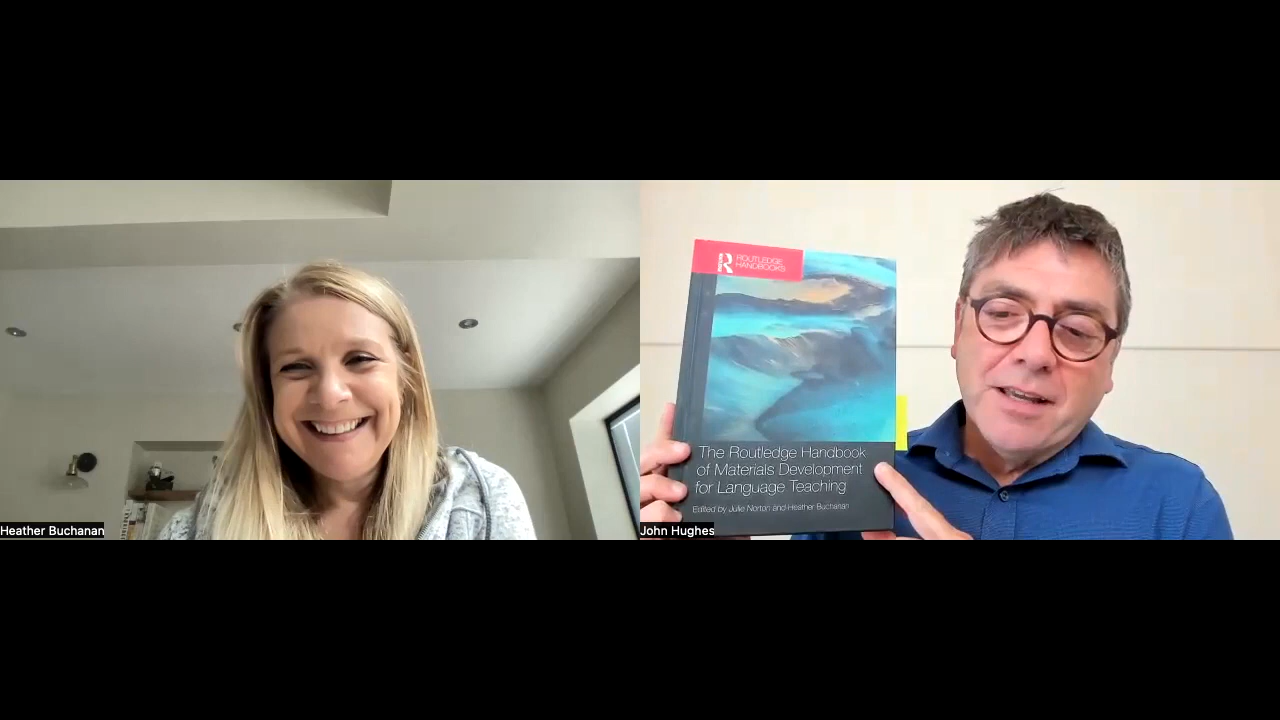 ROUTLEDGE
HANDBOOKS
The Routledge Handbook
of Materials Development
for Language Teaching
Edited by Julie Norton and Heather Buchanan
Heather Buchanan
John Hughes